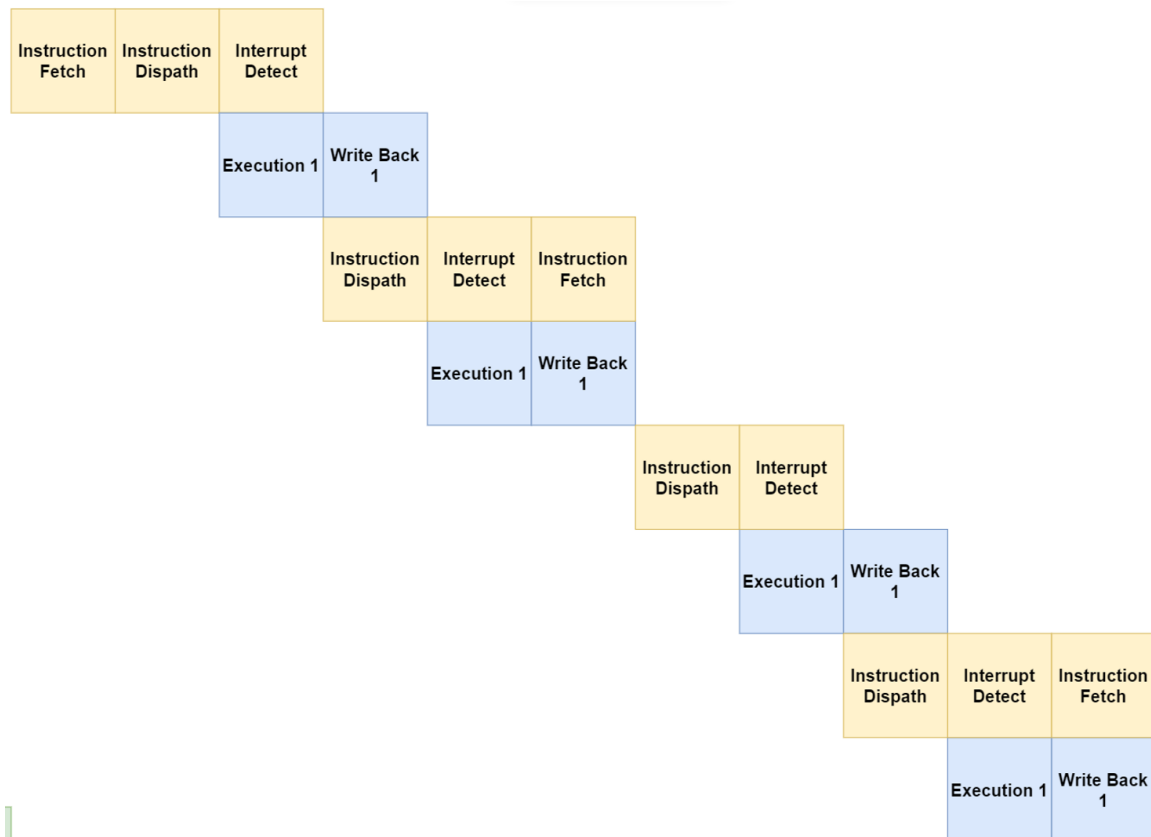 Instruction
Fetch
Instruction
Dispath
Interrupt
Detect
Execution 1
Write Back
1
Instruction
Dispath
Interrupt
Detect
Instruction
Fetch
Execution 1
Write Back
1
Instruction
Dispath
Interrupt
Detect
Execution 1
Write Back
1
Instruction
Dispath
Interrupt
Detect
Instruction
Fetch
Execution 1
Write Back
1